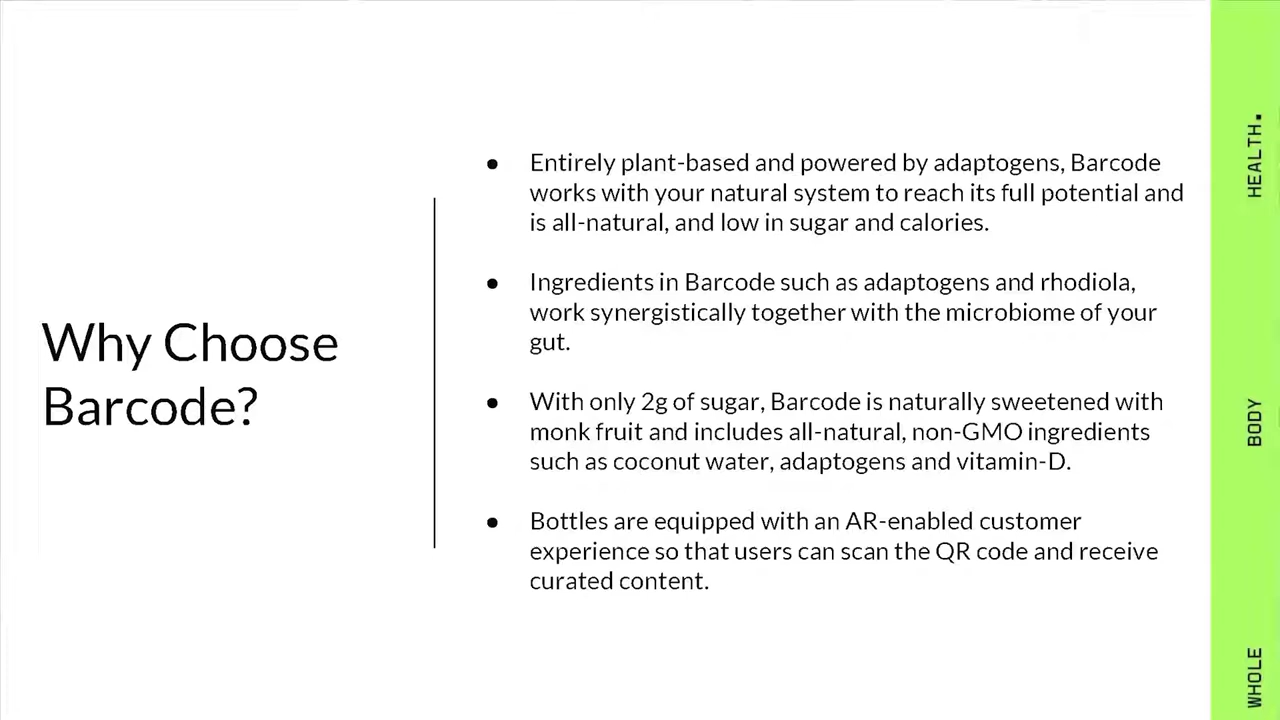 Why Choose
Barcode?
● Entirely plant-based and powered by adaptogens, Barcode
works with your natural system to reach its full potential and
is all-natural, and low in sugar and calories.
● Ingredients in Barcode such as adaptogens and rhodiola,
work synergistically together with the microbiome of your
gut.
● With only 2g of sugar, Barcode is naturally sweetened with
monk fruit and includes all-natural, non-GMO ingredients
such as coconut water, adaptogens and vitamin-D.
● Bottles are equipped with an AR-enabled customer
experience so that users can scan the QR code and receive
curated content.
WHOLE BODY HEALTH.